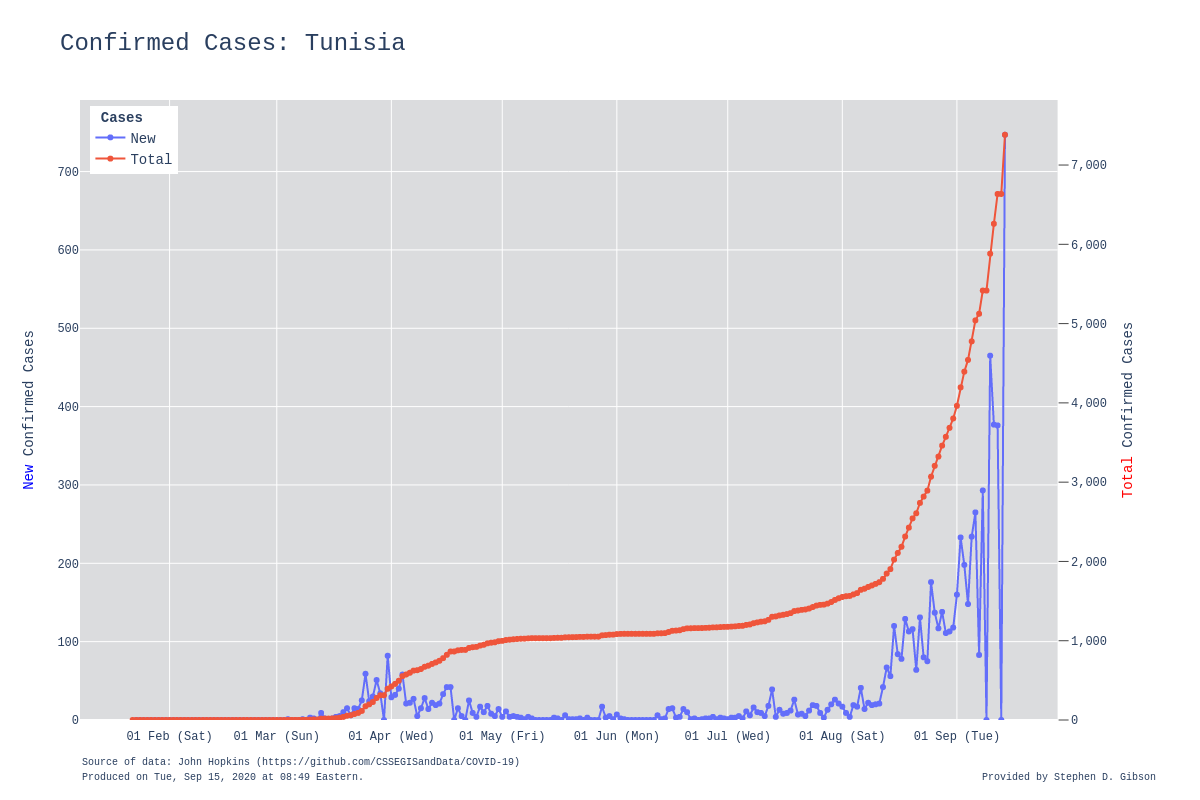 Confirmed Cases: Tunisia
Cases
New
Total
700
600
500
400
300
200
100
0
7,000
6,000
5,000
4,000
3,000
2,000
1,000
0
New Confirmed Cases
Total Confirmed Cases
01 Feb (Sat) 01 Mar (Sun) 01 Apr (Wed) 01 May (Fri) 01 Jun (Mon) 01 Jul (Wed) 01 Aug (Sat) 01 Sep (Tue)
Source of data: John Hopkins (https://github.com/CSSEGISandData/COVID-19)
Produced on Tue, Sep 15, 2020 at 08:49 Eastern.
Provided by Stephen D. Gibson